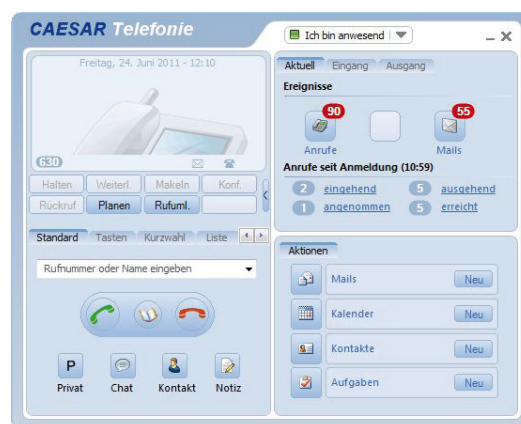 CAESAR Telefonie
Ich bin anwesend
Freitag, 24. Juni 2011 - 12:10
630
Halten Weiterl. Makeln Konf.
Rückruf Planen Rufuml.
Standard Tasten Kurzwahl Liste
Rufnummer oder Name eingeben
P
Privat Chat Kontakt Notiz
Aktuell Eingang Ausgang
Ereignisse
90 55
Anrufe Mails
Anrufe seit Anmeldung (10:59)
2 eingehend 5 ausgehend
1 angenommen 5 erreicht
Aktionen
Mails Neu
Kalender Neu
Kontakte Neu
Aufgaben Neu